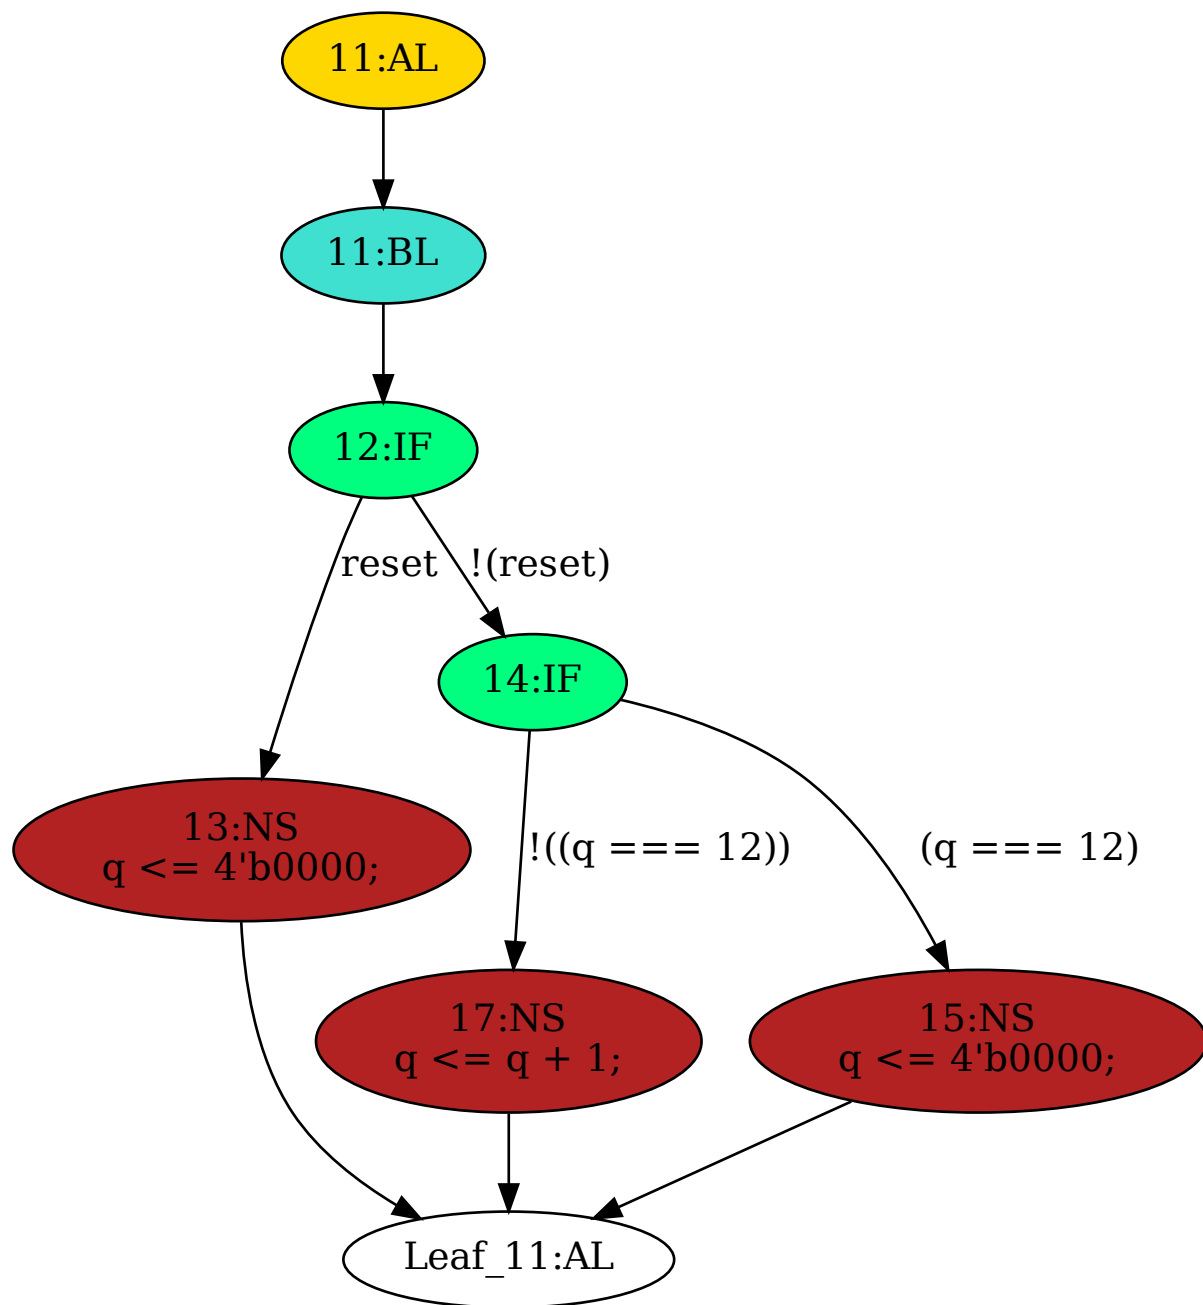 11:AL
11:BL
12:IF
reset
!(reset)
14:IF
13:NS
q <= 4'b0000;
!((q === 12))
(q === 12)
17:NS
q <= q + 1;
15:NS
q <= 4'b0000;
Leaf_11:AL